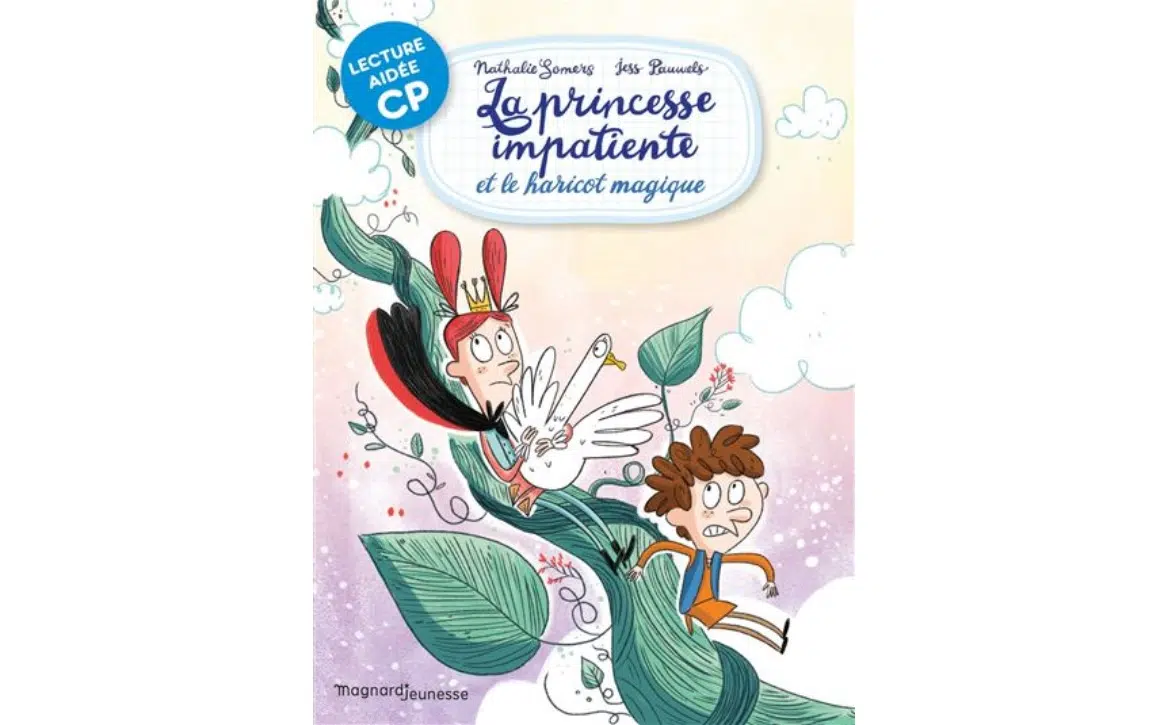 LECTURE
AIDÉE
CP
Nathalie Somers Jess Pauwels
La princesse
impatiente
et le haricot magique
magnard jeunesse